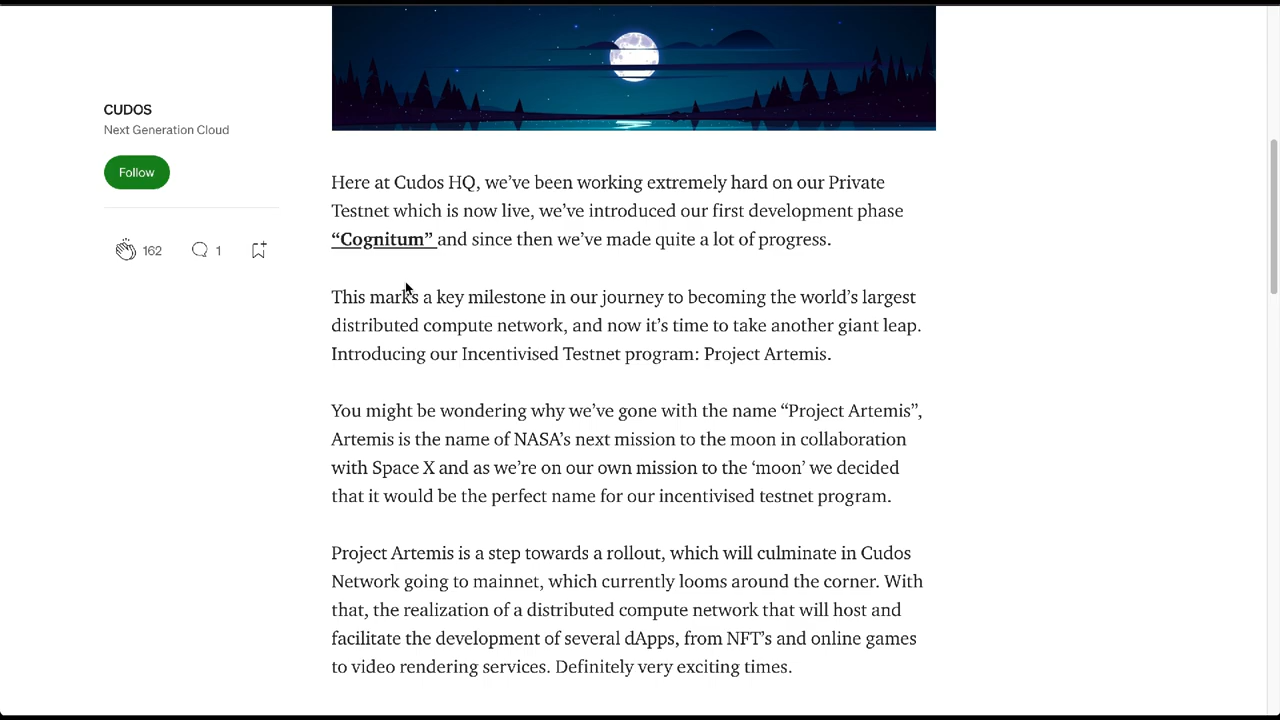 CUDOS
Next Generation Cloud
Follow
162
1
Here at Cudos HQ, we’ve been working extremely hard on our Private
Testnet which is now live, we’ve introduced our first development phase
“Cognitum” and since then we’ve made quite a lot of progress.
This marks a key milestone in our journey to becoming the world’s largest
distributed compute network, and now it’s time to take another giant leap.
Introducing our Incentivised Testnet program: Project Artemis.
You might be wondering why we’ve gone with the name “Project Artemis”,
Artemis is the name of NASA’s next mission to the moon in collaboration
with Space X and as we’re on our own mission to the ‘moon’ we decided
that it would be the perfect name for our incentivised testnet program.
Project Artemis is a step towards a rollout, which will culminate in Cudos
Network going to mainnet, which currently looms around the corner. With
that, the realization of a distributed compute network that will host and
facilitate the development of several dApps, from NFT’s and online games
to video rendering services. Definitely very exciting times.